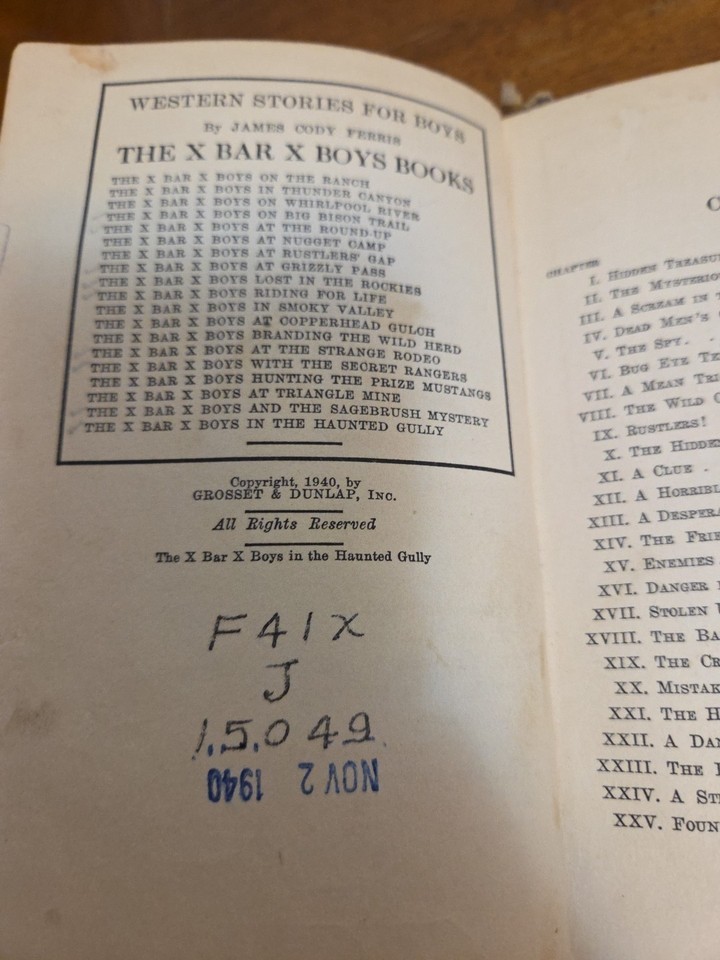 WESTERN STORIES FOR BOYS
By JAMES CODY FERRIS
THE X BAR X BOYS BOOKS
THE X BAR X BOYS ON THE RANCH
THE X BAR X BOYS IN THUNDER CANYON
THE X BAR X BOYS ON WHIRLPOOL RIVER
THE X BAR X BOYS ON BIG BISON TRAIL
THE X BAR X BOYS AT THE ROUND-UP
THE X BAR X BOYS AT NUGGET CAMP
THE X BAR X BOYS AT RUSTLERS' GAP
THE X BAR X BOYS AT GRIZZLY PASS
THE X BAR X BOYS LOST IN THE ROCKIES
THE X BAR X BOYS RIDING FOR LIFE
THE X BAR X BOYS IN SMOKY VALLEY
THE X BAR X BOYS AT COPPERHEAD GULCH
THE X BAR X BOYS BRANDING THE WILD HERD
THE X BAR X BOYS AT THE STRANGE RODEO
THE X BAR X BOYS WITH THE SECRET RANGERS
THE X BAR X BOYS HUNTING THE PRIZE MUSTANGS
THE X BAR X BOYS AT TRIANGLE MINE
THE X BAR X BOYS AND THE SAGEBRUSH MYSTERY
THE X BAR X BOYS IN THE HAUNTED GULLY
Copyright, 1940, by
GROSSET & DUNLAP, INC.
All Rights Reserved
The X Bar X Boys in the Haunted Gully
F41X
J
15049
NOV 2 1940
CHAPTER
I. HIDDEN
II. THE
III. A SCREAM IN
IV. DEAD MEN'S
V. THE SPY .
VI. BUG EYE
VII. A MEAN
VIII. THE WILD
IX. RUSTLERS!
X. THE
XI. A CLUE .
XII. A
XIII. A
XIV. THE
XV. ENEMIES
XVI. DANGER
XVII. STOLEN
XVIII. THE
XIX. THE
XX.
XXI. THE
XXII. A
XXIII. THE
XXIV. A
XXV.